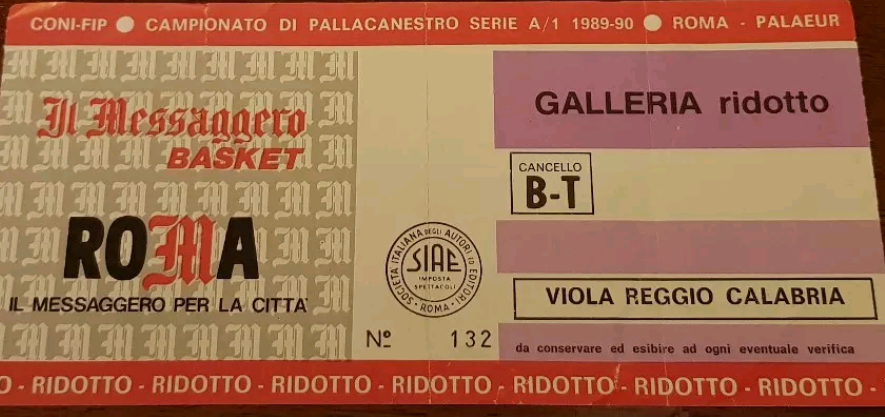 CONI-FIP ● CAMPIONATO DI PALLACANESTRO SERIE A/1 1989-90 ● ROMA - PALAEUR
Il Messaggero
BASKET
ROMA
IL MESSAGGERO PER LA CITTA'
SOCIETÀ ITALIANA DEGLI AUTORI ED EDITORI
SIAE
IMPOSTA
SPETTACOLI
· ROMA ·
Nº 132
GALLERIA ridotto
CANCELLO
B-T
VIOLA REGGIO CALABRIA
da conservare ed esibire ad ogni eventuale verifica
O - RIDOTTO - RIDOTTO - RIDOTTO - RIDOTTO - RIDOTTO - RIDOTTO - RIDOTTO -